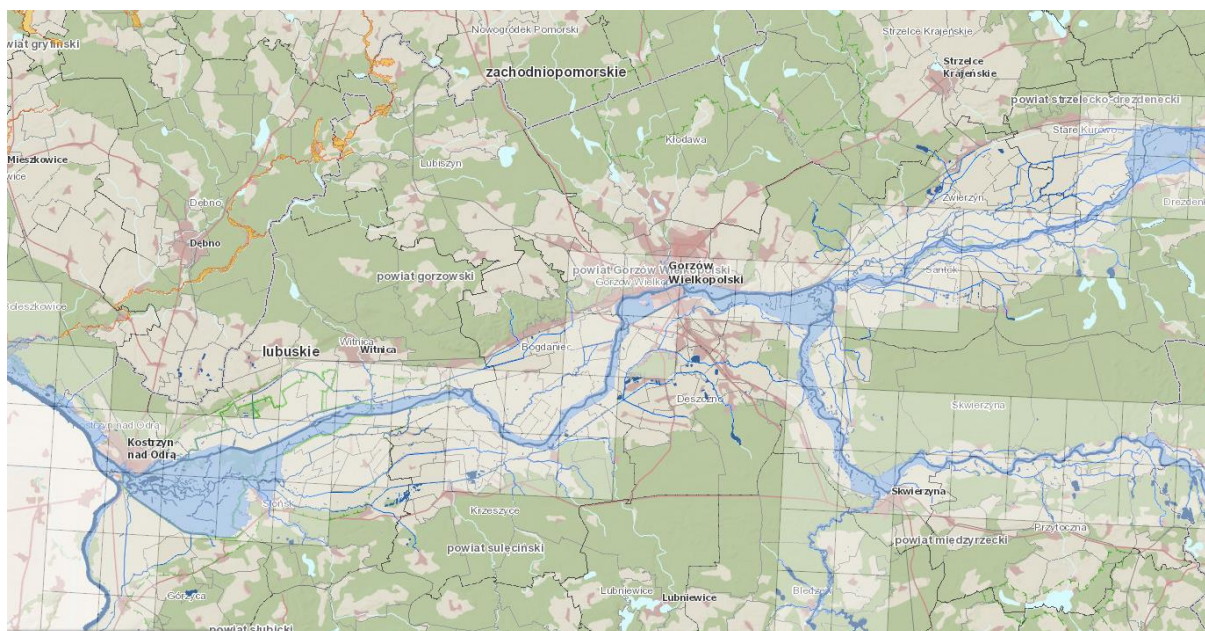 Nowogródek Pomorski
Strzelce Krajeńskie
powiat gryfiński
Strzelce
Krajeńskie
zachodniopomorskie
powiat strzelecko-drezdenecki
Stare Kurowo
Kłodawa
Mieszkowice
Lubiszyn
Zwierzyn
Dębno
Dębno
powiat gorzowski
powiat Gorzów Wielkopolski
Gorzów
Wielkopolski
Santok
Boleszkowice
lubuskie
Witnica
Witnica
Bogdaniec
Deszczno
Skwierzyna
Kostrzyn nad Odrą
Kostrzyn
nad Odrą
Skwierzyna
Słońsk
Krzeszyce
Przytoczna
powiat sulęciński
powiat międzyrzecki
Górzyca
Lubniewice
Lubniewice
Bledzew
powiat słubicki